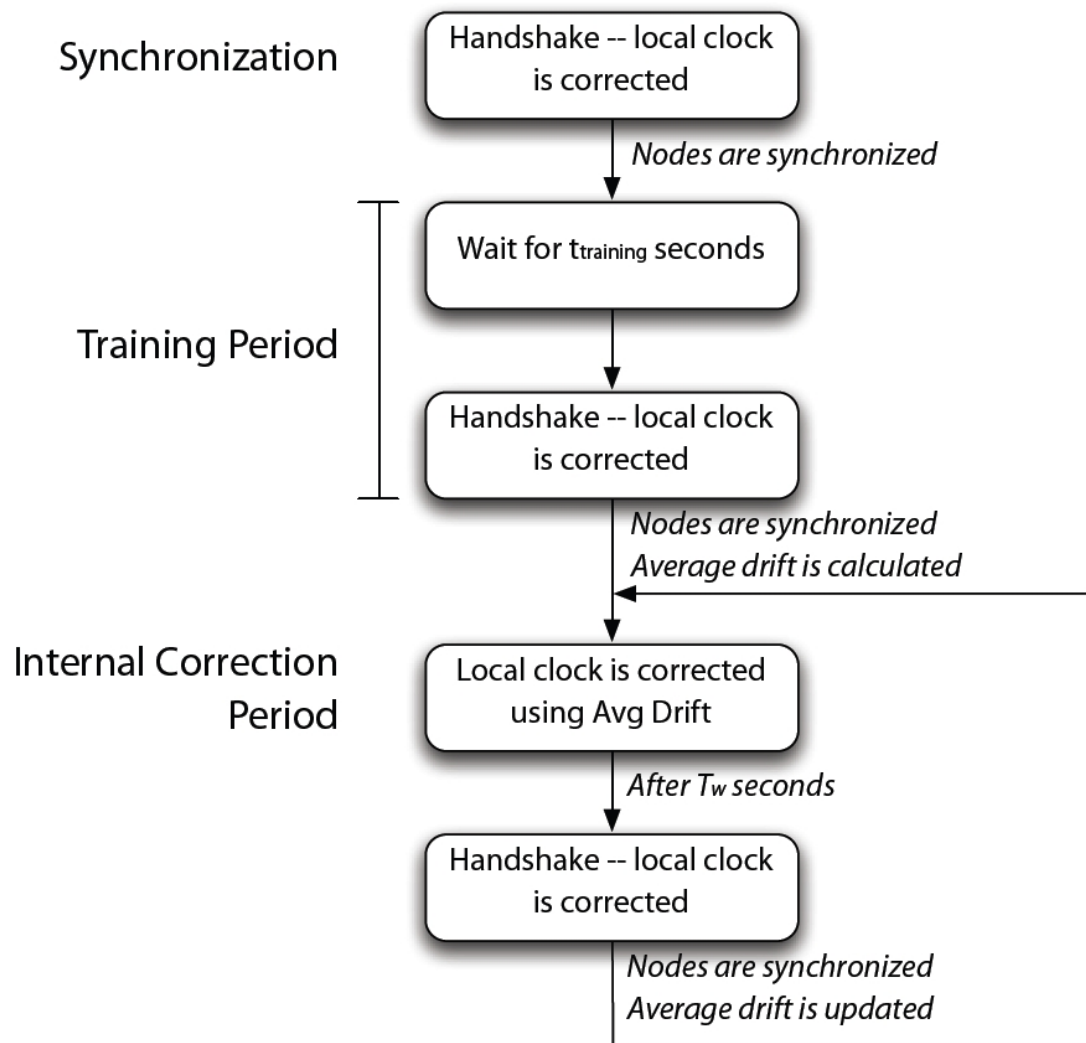 Synchronization
Handshake -- local clock
is corrected
Nodes are synchronized
Wait for ttraining seconds
Training Period
Handshake -- local clock
is corrected
Nodes are synchronized
Average drift is calculated
Internal Correction
Period
Local clock is corrected
using Avg Drift
After Tw seconds
Handshake -- local clock
is corrected
Nodes are synchronized
Average drift is updated